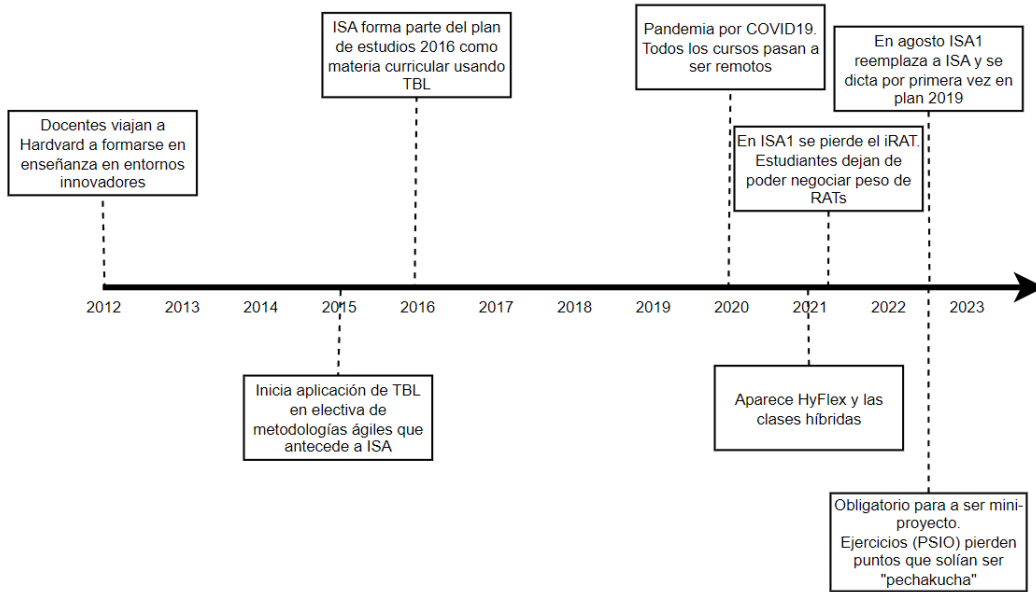 ISA forma parte del plan
de estudios 2016 como
materia curricular usando
TBL
Pandemia por COVID19.
Todos los cursos pasan a
ser remotos
En agosto ISA1
reemplaza a ISA y se
dicta por primera vez en
plan 2019
Docentes viajan a
Hardvard a formarse en
enseñanza en entornos
innovadores
En ISA1 se pierde el iRAT.
Estudiantes dejan de
poder negociar peso de
RATs
2012 2013 2014 2015 2016 2017 2018 2019 2020 2021 2022 2023
Inicia aplicación de TBL
en electiva de
metodologías ágiles que
antecede a ISA
Aparece HyFlex y las
clases híbridas
Obligatorio para a ser mini-
proyecto.
Ejercicios (PSIO) pierden
puntos que solían ser
"pechakucha"